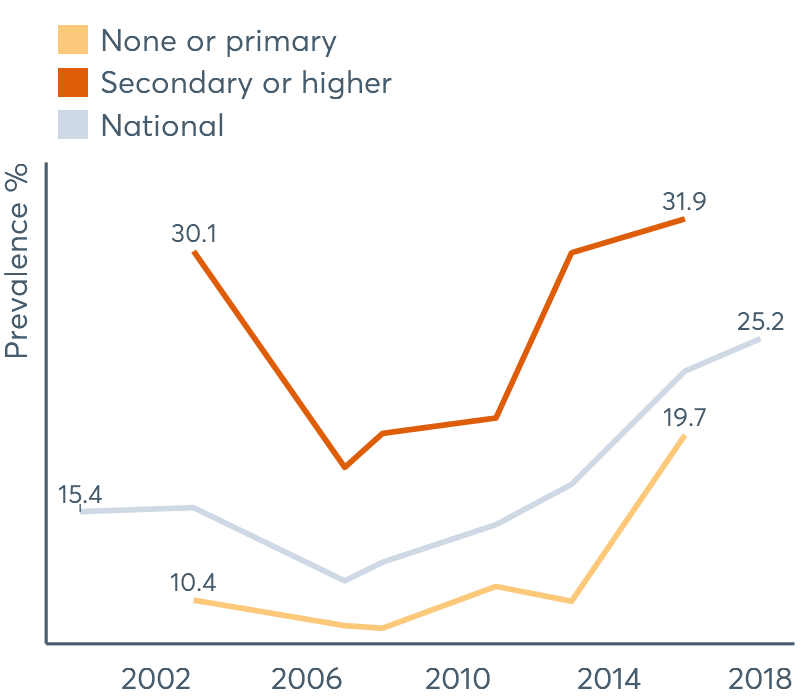 None or primary
Secondary or higher
National
Prevalence %
30.1
31.9
25.2
19.7
15.4
10.4
2002 2006 2010 2014 2018